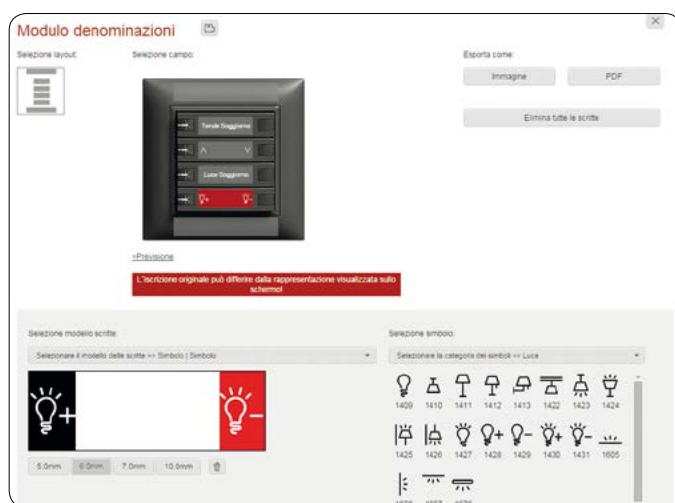 Modulo denominazioni
Selezione layout:
Selezione campo:
Esporta come:
Immagine
PDF
Elimina tutte le scritte
Tende Soggiorno
Luce Soggiorno
»Previsione
L'iscrizione originale può differire dalla rappresentazione visualizzata sullo
schermo!
Selezione modello scritte:
Selezione simbolo:
Selezionare il modello delle scritte »» Simbolo | Simbolo
Selezionare la categoria dei simboli »» Luce
1409 1410 1411 1412 1413 1422 1423 1424
1425 1426 1427 1428 1429 1430 1431 1605
5.0mm 6.0mm 7.0mm 10.0mm